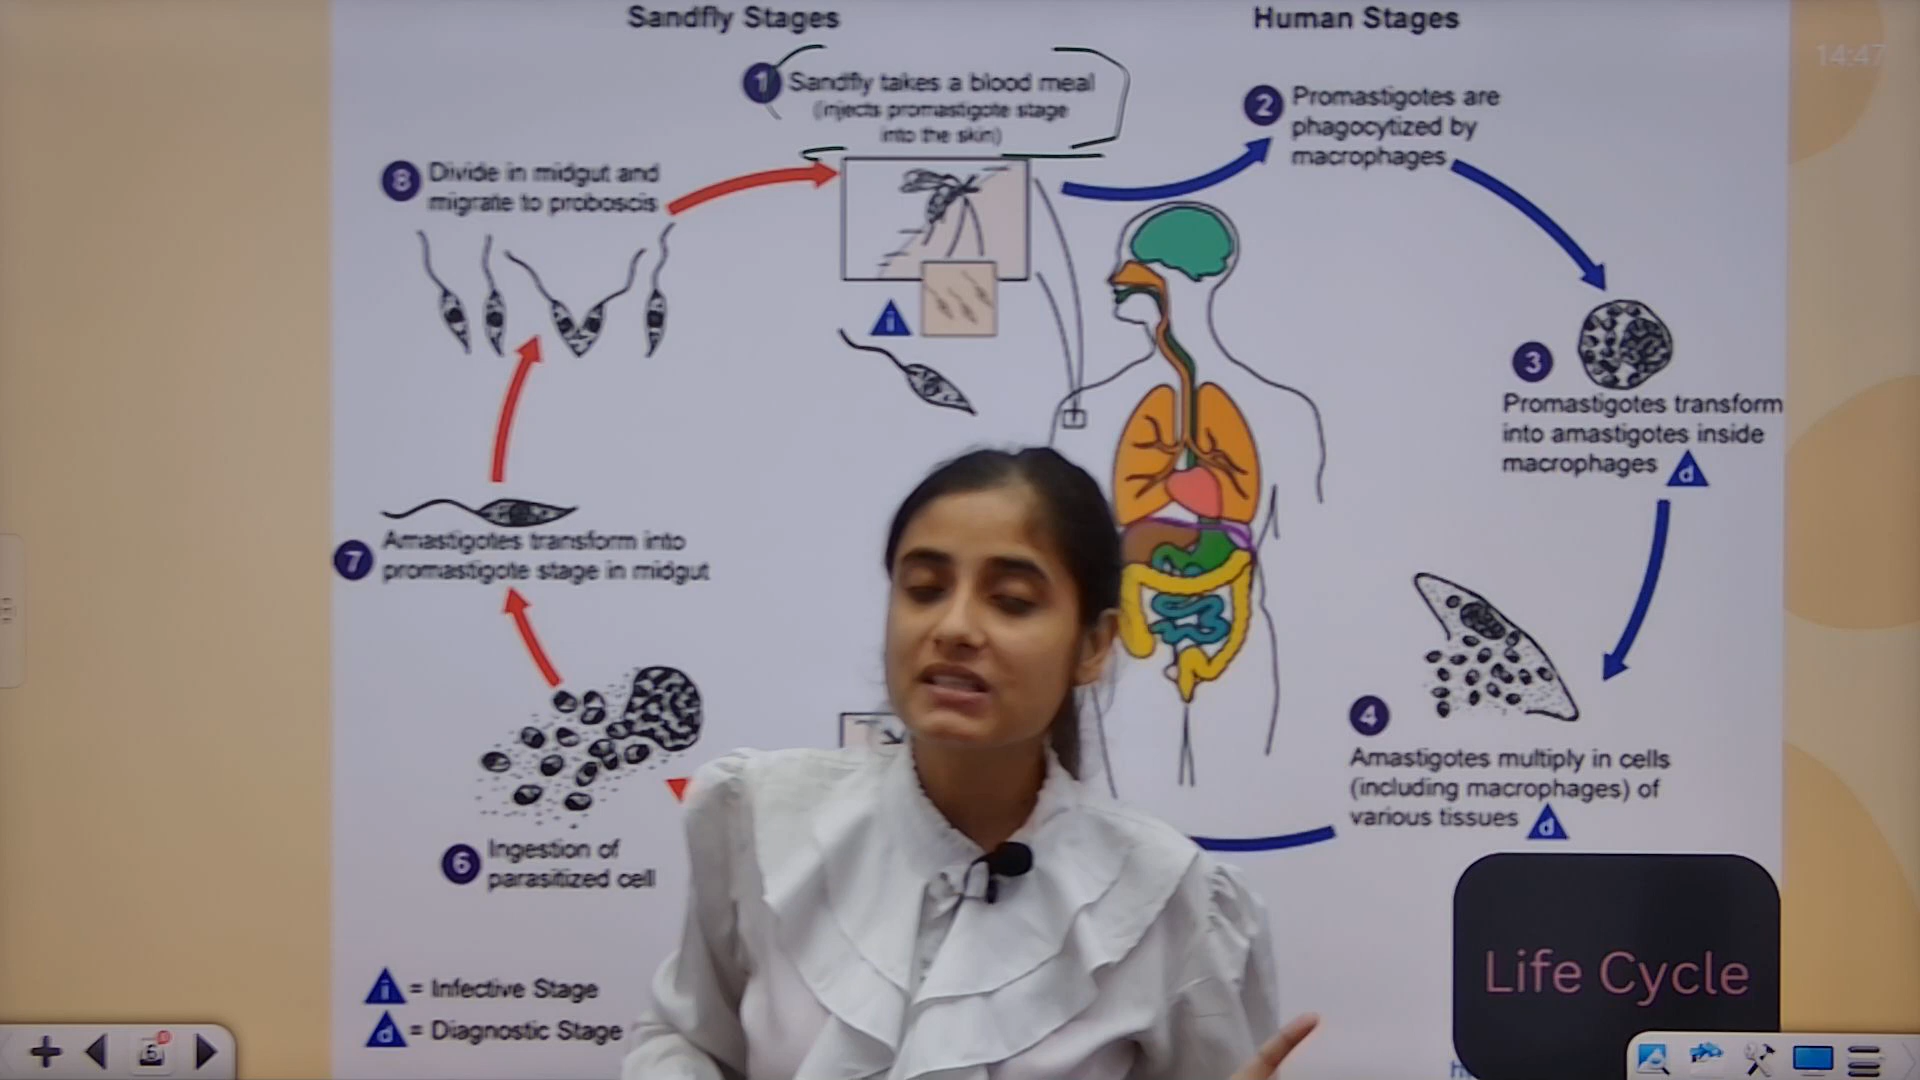 Sandfly Stages
Human Stages
14:47
1 Sandfly takes a blood meal
(injects promastigote stage
into the skin)
2 Promastigotes are
phagocytized by
macrophages
8 Divide in midgut and
migrate to proboscis
i
3
Promastigotes transform
into amastigotes inside
macrophages d
7 Amastigotes transform into
promastigote stage in midgut
4
Amastigotes multiply in cells
(including macrophages) of
various tissues d
6 Ingestion of
parasitized cell
Life Cycle
i = Infective Stage
d = Diagnostic Stage
6